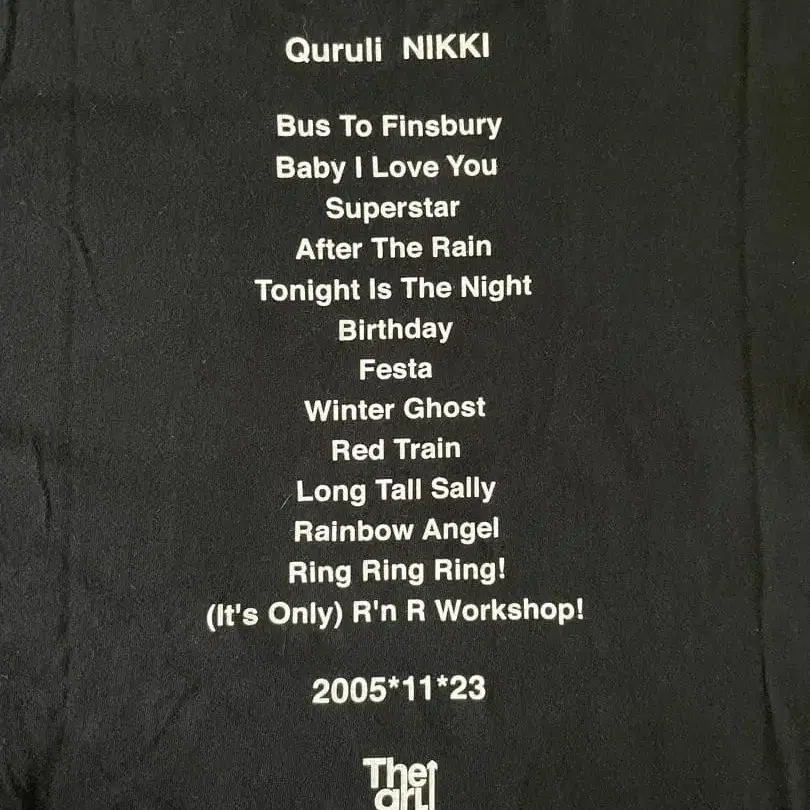 Quruli NIKKI
Bus To Finsbury
Baby I Love You
Superstar
After The Rain
Tonight Is The Night
Birthday
Festa
Winter Ghost
Red Train
Long Tall Sally
Rainbow Angel
Ring Ring Ring!
(It's Only) R'n R Workshop!
2005*11*23
The